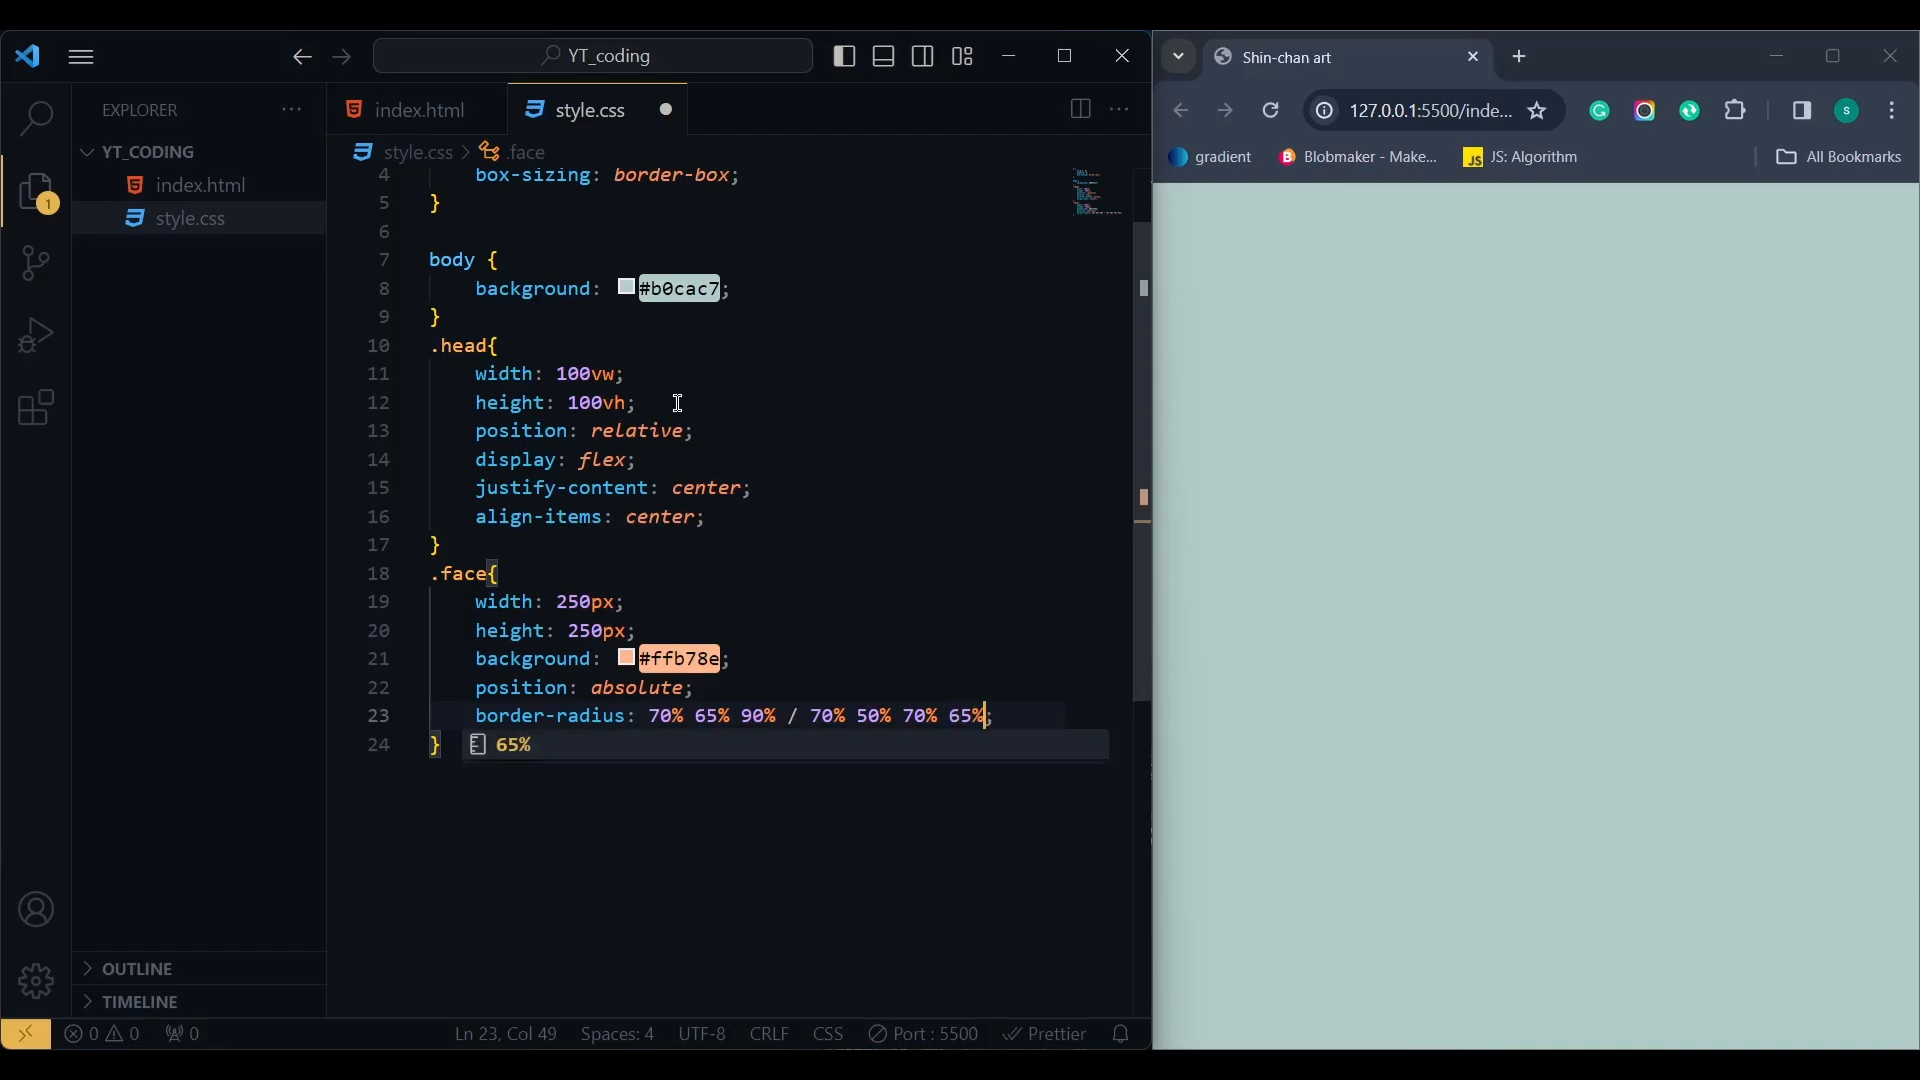 YT_coding
EXPLORER
YT_CODING
index.html
style.css
OUTLINE
TIMELINE
1
index.html
style.css
style.css > .face
4 box-sizing: border-box;
5 }
6
7 body {
8 background: #b0cac7;
9 }
10 .head{
11 width: 100vw;
12 height: 100vh;
13 position: relative;
14 display: flex;
15 justify-content: center;
16 align-items: center;
17 }
18 .face{
19 width: 250px;
20 height: 250px;
21 background: #ffb78e;
22 position: absolute;
23 border-radius: 70% 65% 90% / 70% 50% 70% 65%;
24 }
65%
0 0 0 Ln 23, Col 49 Spaces: 4 UTF-8 CRLF CSS Port : 5500 Prettier
Shin-chan art
127.0.0.1:5500/inde...
S
gradient Blobmaker - Make... JS JS: Algorithm All Bookmarks